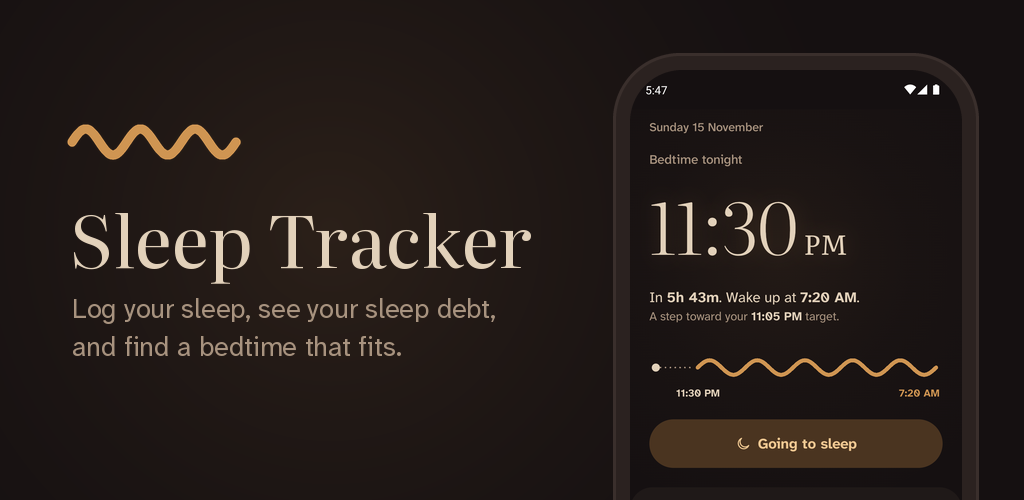 Sleep Tracker
Log your sleep, see your sleep debt,
and find a bedtime that fits.
5:47
Sunday 15 November
Bedtime tonight
11:30 PM
In 5h 43m. Wake up at 7:20 AM.
A step toward your 11:05 PM target.
11:30 PM 7:20 AM
Going to sleep